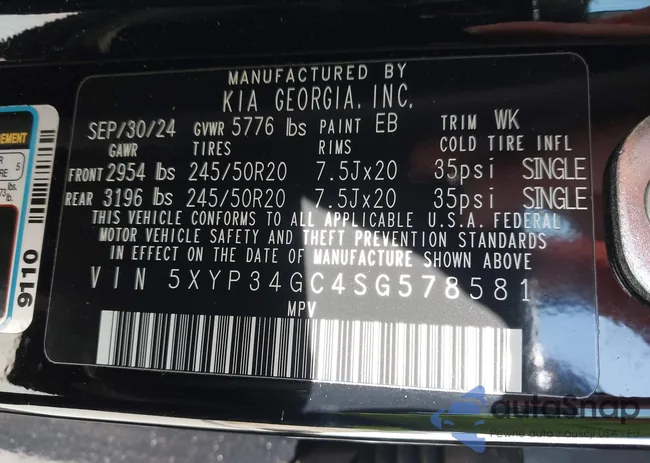 MANUFACTURED BY
KIA GEORGIA, INC.
SEP/30/24 GVWR 5776 lbs PAINT EB TRIM WK
GAWR TIRES RIMS COLD TIRE INFL
FRONT 2954 lbs 245/50R20 7.5Jx20 35psi SINGLE
REAR 3196 lbs 245/50R20 7.5Jx20 35psi SINGLE
THIS VEHICLE CONFORMS TO ALL APPLICABLE U.S.A. FEDERAL
MOTOR VEHICLE SAFETY AND THEFT PREVENTION STANDARDS
IN EFFECT ON THE DATE OF MANUFACTURE SHOWN ABOVE
VIN 5XYP34GC4SG578581
MPV
9110
5
lbs.
autoShop